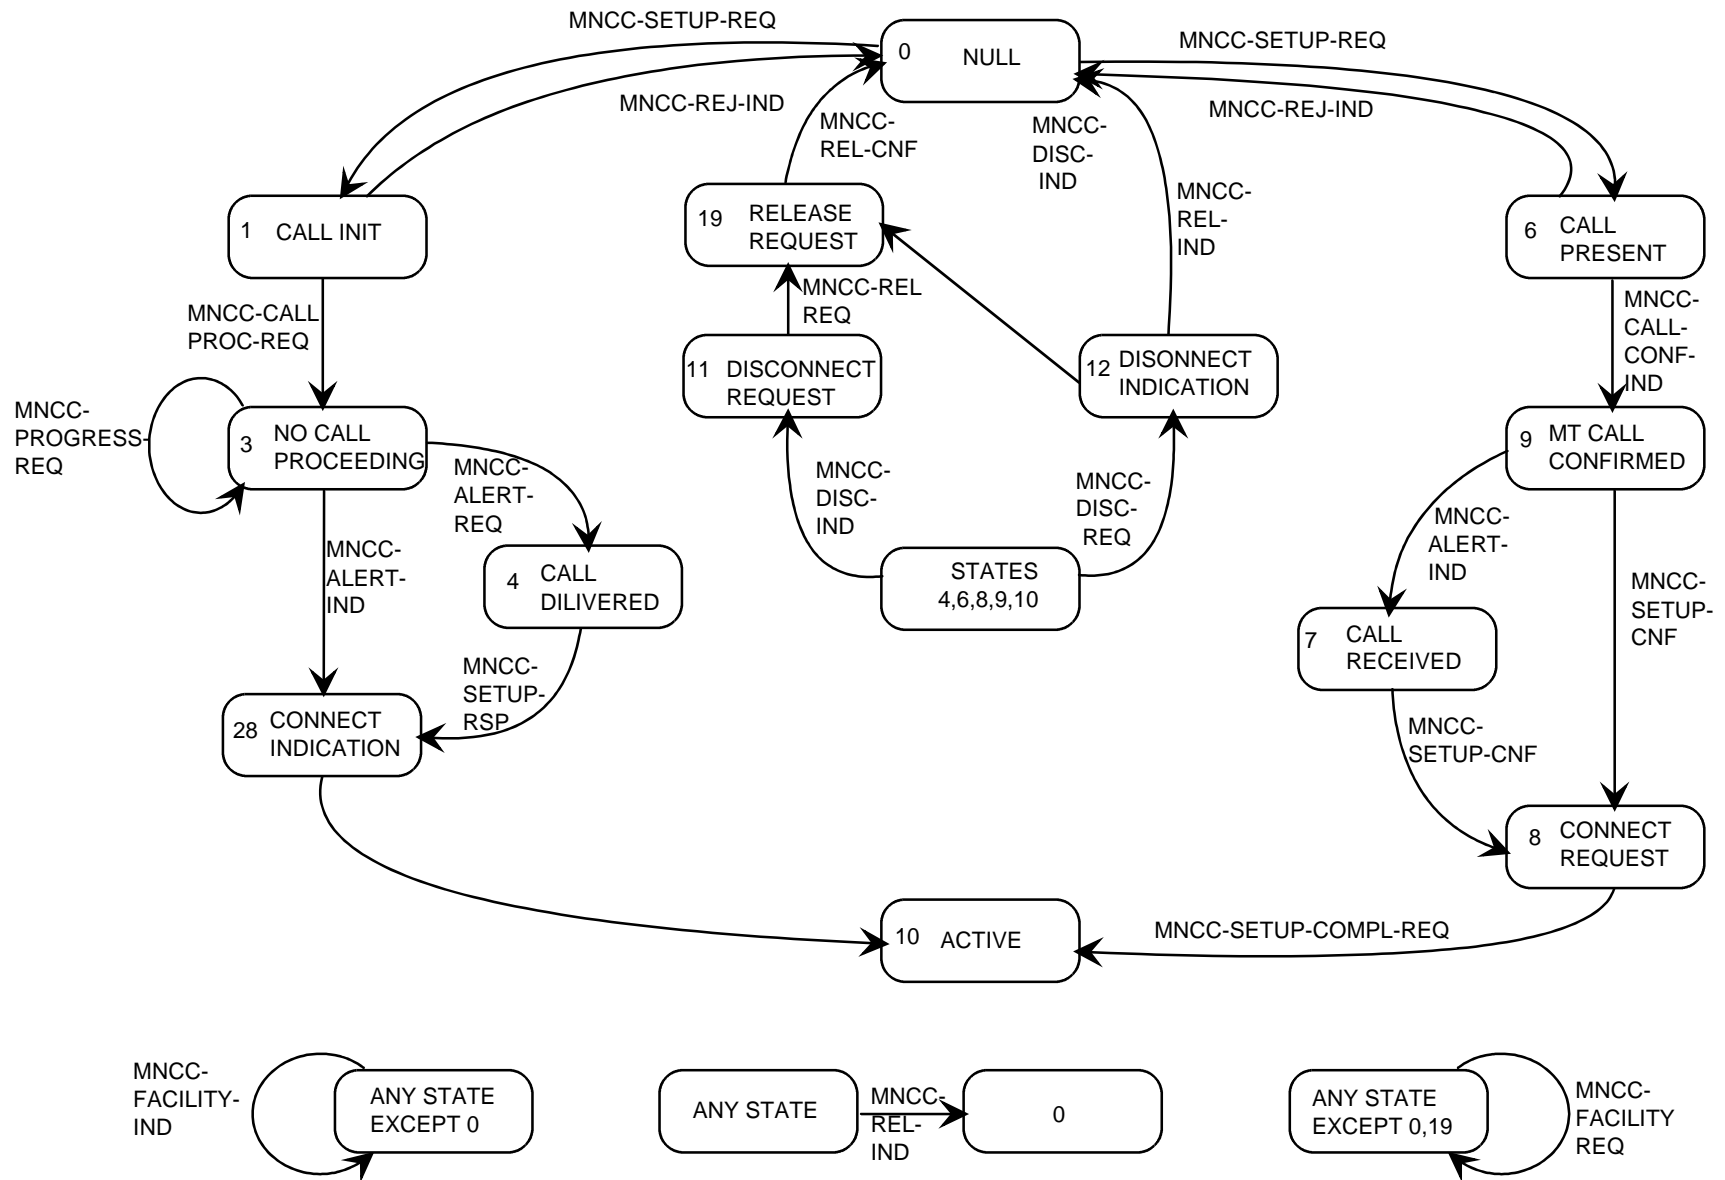 MNCC-SETUP-REQ
0 NULL
MNCC-SETUP-REQ
MNCC-REJ-IND
MNCC-
REL-CNF
MNCC-
DISC-
IND
MNCC-REJ-IND
1 CALL INIT
19 RELEASE
REQUEST
MNCC-
REL-
IND
6 CALL
PRESENT
MNCC-CALL
PROC-REQ
MNCC-REL
REQ
MNCC-
CALL-
CONF-
IND
11 DISCONNECT
REQUEST
12 DISONNECT
INDICATION
MNCC-
PROGRESS-
REQ
3 NO CALL
PROCEEDING
MNCC-
ALERT-
REQ
MNCC-
DISC-
IND
MNCC-
DISC-
REQ
9 MT CALL
CONFIRMED
MNCC-
ALERT-
IND
4 CALL
DILIVERED
STATES
4,6,8,9,10
MNCC-
ALERT-
IND
MNCC-
SETUP-
CNF
7 CALL
RECEIVED
MNCC-
SETUP-
RSP
28 CONNECT
INDICATION
MNCC-
SETUP-CNF
8 CONNECT
REQUEST
10 ACTIVE
MNCC-SETUP-COMPL-REQ
MNCC-
FACILITY-
IND
ANY STATE
EXCEPT 0
ANY STATE
MNCC-
REL-
IND
0
ANY STATE
EXCEPT 0,19
MNCC-
FACILITY
REQ